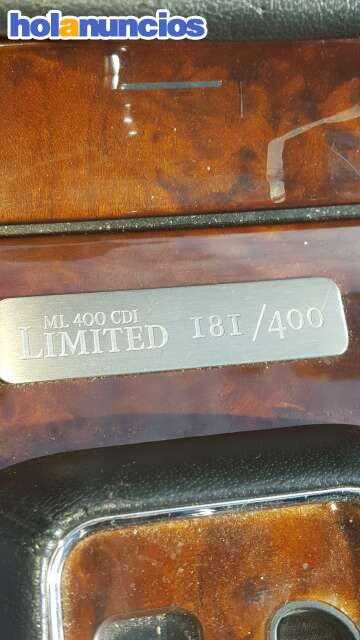 holanuncios
ML 400 CDI
LIMITED 181/400